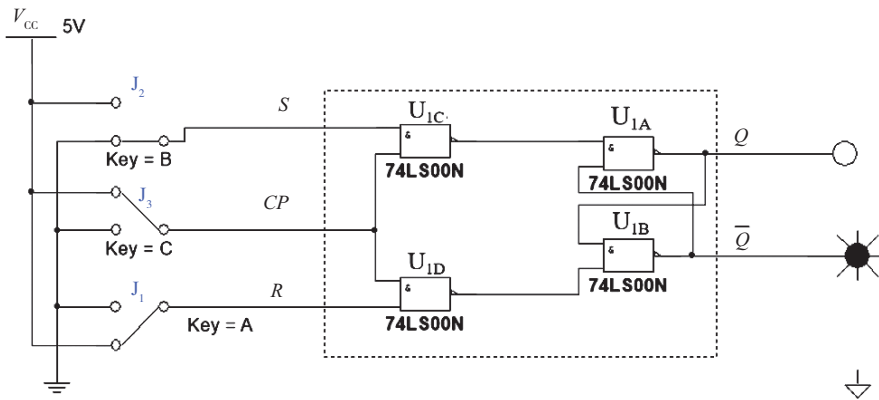 V_CC 5V
J_2
S
Key = B
&
U_1C
74LS00N
&
U_1A
74LS00N
Q
J_3
CP
Key = C
&
U_1B
74LS00N
Q̅
J_1
R
Key = A
&
U_1D
74LS00N